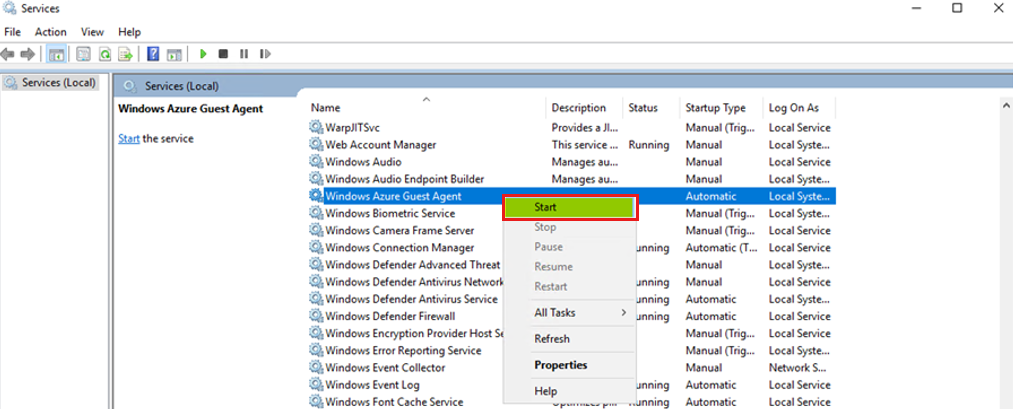 Services
File Action View Help
Services (Local)
Services (Local)
Windows Azure Guest Agent
Start the service
Name Description Status Startup Type Log On As
WarpJITSvc Provides a JI... Manual (Trig... Local Service
Web Account Manager This service ... Running Manual Local Syste...
Windows Audio Manages au... Manual Local Service
Windows Audio Endpoint Builder Manages au... Manual Local Syste...
Windows Azure Guest Agent Automatic Local Syste...
Windows Biometric Service Manual (Trig... Local Syste...
Windows Camera Frame Server Manual (Trig... Local Service
Windows Connection Manager unning Automatic (T... Local Service
Windows Defender Advanced Threat Manual Local Syste...
Windows Defender Antivirus Network unning Manual Local Service
Windows Defender Antivirus Service unning Automatic Local Syste...
Windows Defender Firewall unning Automatic Local Service
Windows Encryption Provider Host Se Manual (Trig... Local Service
Windows Error Reporting Service Manual (Trig... Local Syste...
Windows Event Collector Manual Network S...
Windows Event Log unning Automatic Local Service
Windows Font Cache Service Optimizes p... Running Automatic Local Service
Start
Stop
Pause
Resume
Restart
All Tasks
Refresh
Properties
Help